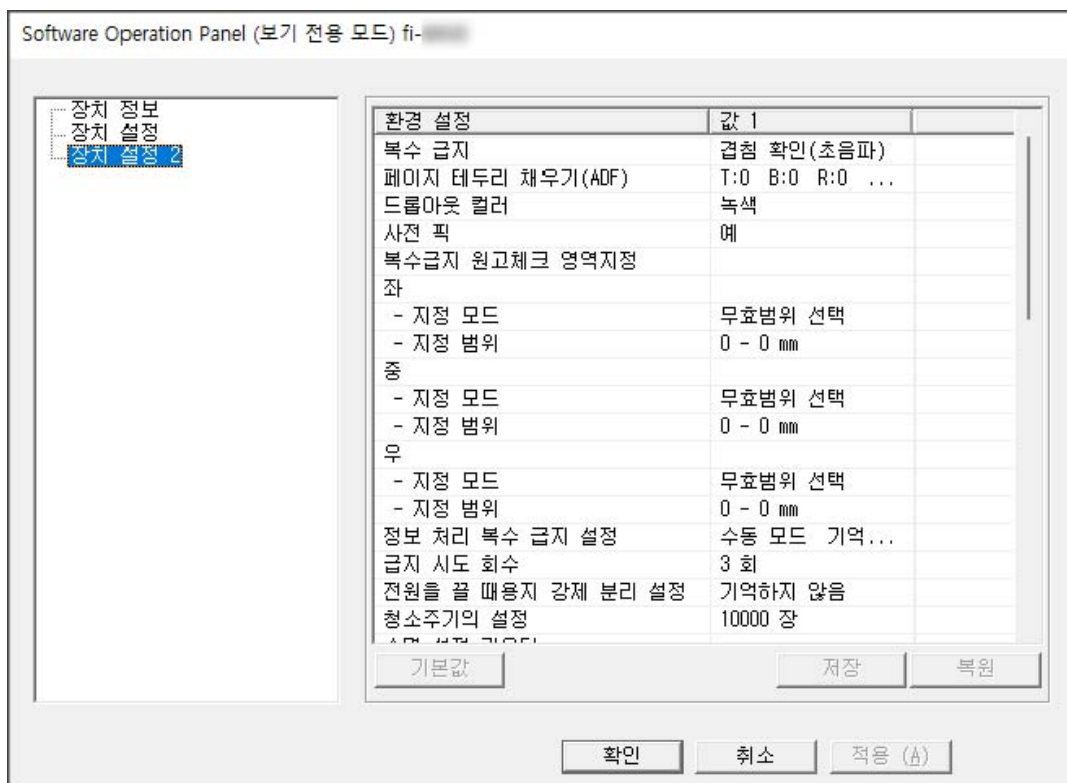 Software Operation Panel (보기 전용 모드) fi-
장치 정보
장치 설정
장치 설정 2
환경 설정 값 1
복수 급지 겹침 확인(초음파)
페이지 테두리 채우기(ADF) T:0 B:0 R:0 ...
드롭아웃 컬러 녹색
사전 픽 예
복수급지 원고체크 영역지정
좌
- 지정 모드 무효범위 선택
- 지정 범위 0 - 0 mm
중
- 지정 모드 무효범위 선택
- 지정 범위 0 - 0 mm
우
- 지정 모드 무효범위 선택
- 지정 범위 0 - 0 mm
정보 처리 복수 급지 설정 수동 모드 기억...
급지 시도 회수 3 회
전원을 끌 때용지 강제 분리 설정 기억하지 않음
청소주기의 설정 10000 장
기본값 저장 복원
확인 취소 적용 (A)